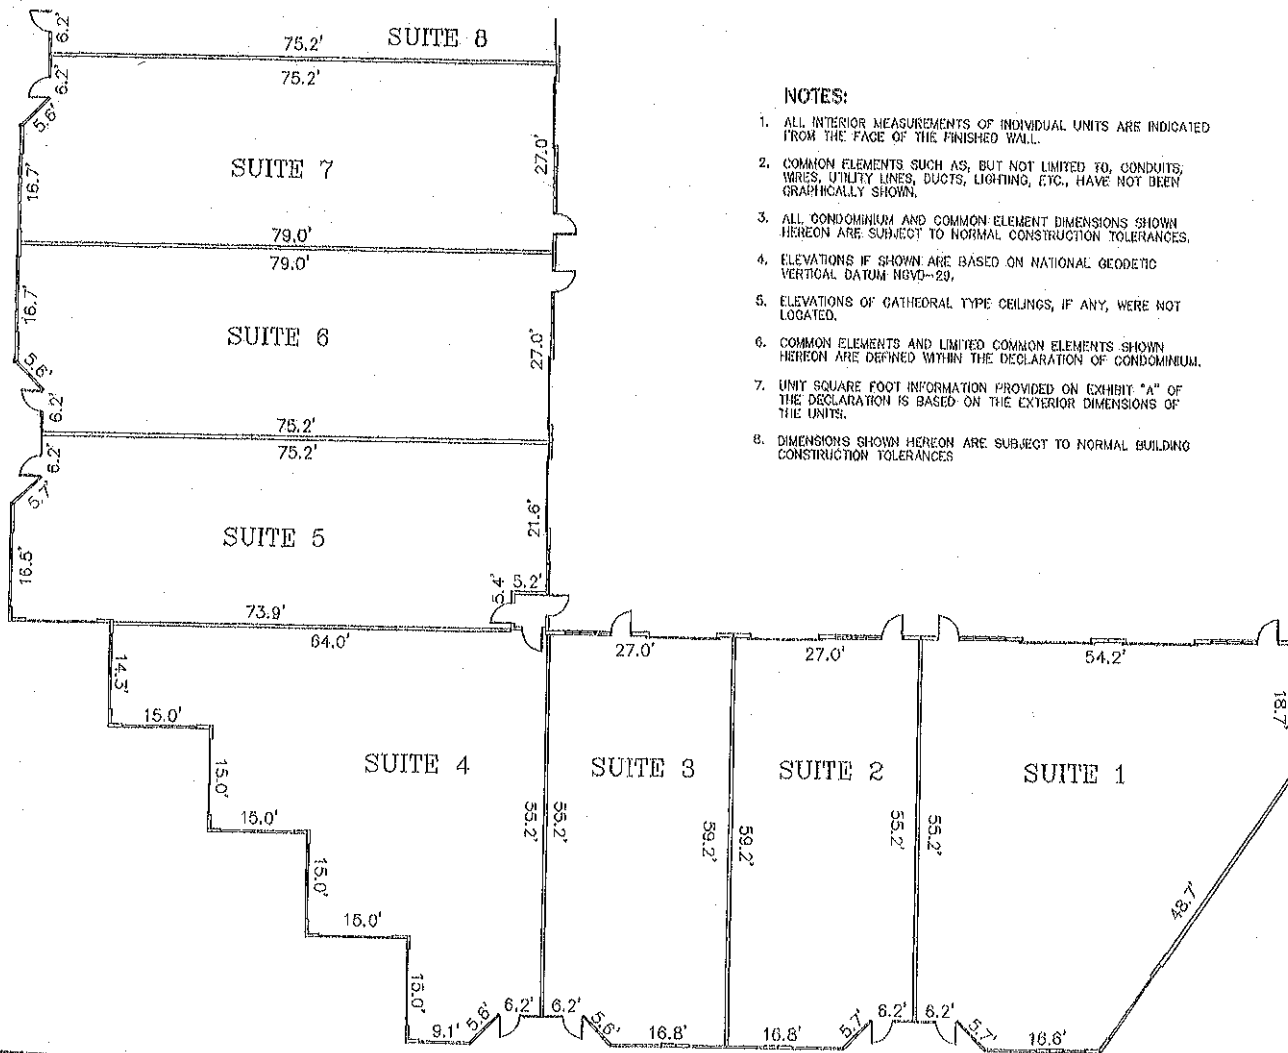 6.2'
75.2'
SUITE 8
6.2'
75.2'
5.6'
SUITE 7
27.0'
16.7'
79.0'
79.0'
16.7'
SUITE 6
27.0'
5.6'
6.2'
75.2'
6.2'
75.2'
5.7'
SUITE 5
21.6'
16.5'
5.4'
5.2'
73.9'
64.0'
NOTES:
1. ALL INTERIOR MEASUREMENTS OF INDIVIDUAL UNITS ARE INDICATED
FROM THE FACE OF THE FINISHED WALL.
2. COMMON ELEMENTS SUCH AS, BUT NOT LIMITED TO, CONDUITS,
WIRES, UTILITY LINES, DUCTS, LIGHTING, ETC., HAVE NOT BEEN
GRAPHICALLY SHOWN.
3. ALL CONDOMINIUM AND COMMON ELEMENT DIMENSIONS SHOWN
HEREON ARE SUBJECT TO NORMAL CONSTRUCTION TOLERANCES.
4. ELEVATIONS IF SHOWN ARE BASED ON NATIONAL GEODETIC
VERTICAL DATUM NGVD-29.
5. ELEVATIONS OF CATHEDRAL TYPE CEILINGS, IF ANY, WERE NOT
LOCATED.
6. COMMON ELEMENTS AND LIMITED COMMON ELEMENTS SHOWN
HEREON ARE DEFINED WITHIN THE DECLARATION OF CONDOMINIUM.
7. UNIT SQUARE FOOT INFORMATION PROVIDED ON EXHIBIT "A" OF
THE DECLARATION IS BASED ON THE EXTERIOR DIMENSIONS OF
THE UNITS.
8. DIMENSIONS SHOWN HEREON ARE SUBJECT TO NORMAL BUILDING
CONSTRUCTION TOLERANCES
27.0'
27.0'
54.2'
18.7'
14.3'
15.0'
SUITE 4
SUITE 3
SUITE 2
SUITE 1
15.0'
15.0'
55.2'
55.2'
59.2'
59.2'
55.2'
55.2'
15.0'
15.0'
48.7'
15.0'
9.1'
5.6'
6.2'
6.2'
5.6'
16.8'
16.8'
5.7'
6.2'
6.2'
5.7'
16.6'